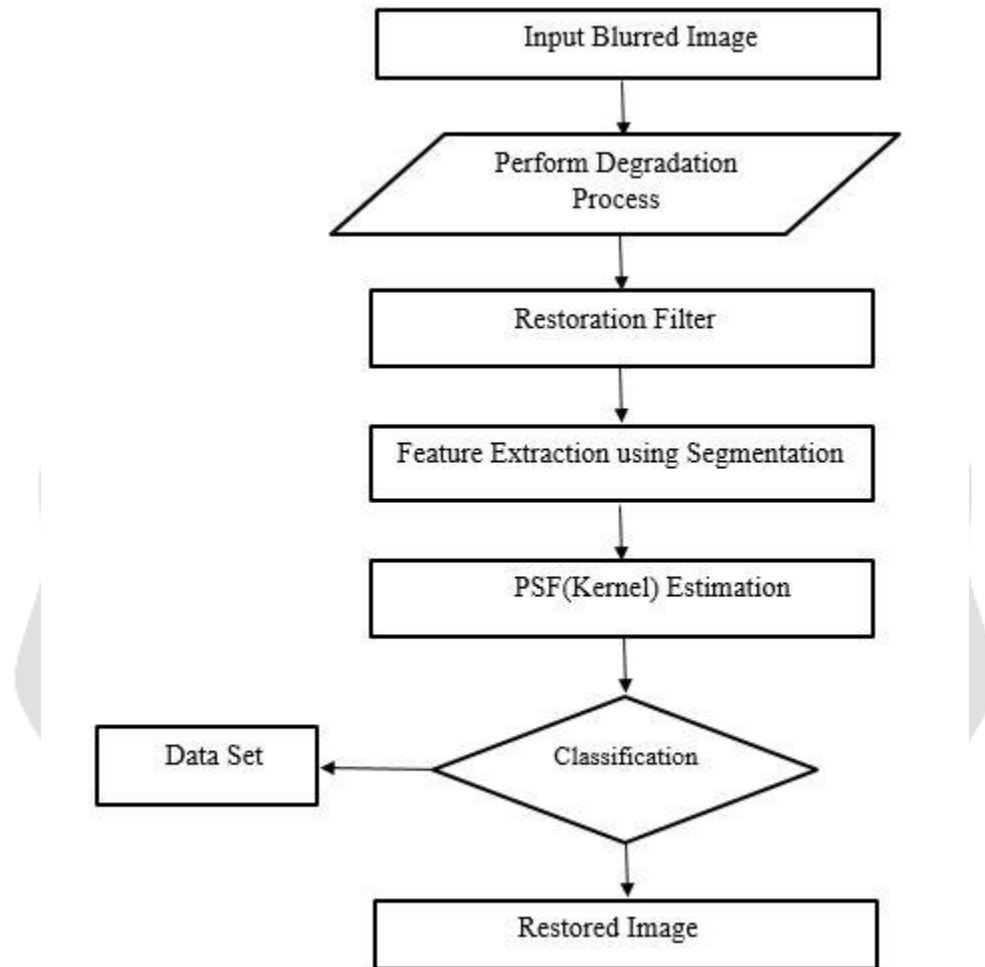 Input Blurred Image
Perform Degradation
Process
Restoration Filter
Feature Extraction using Segmentation
PSF(Kernel) Estimation
Classification
Data Set
Restored Image